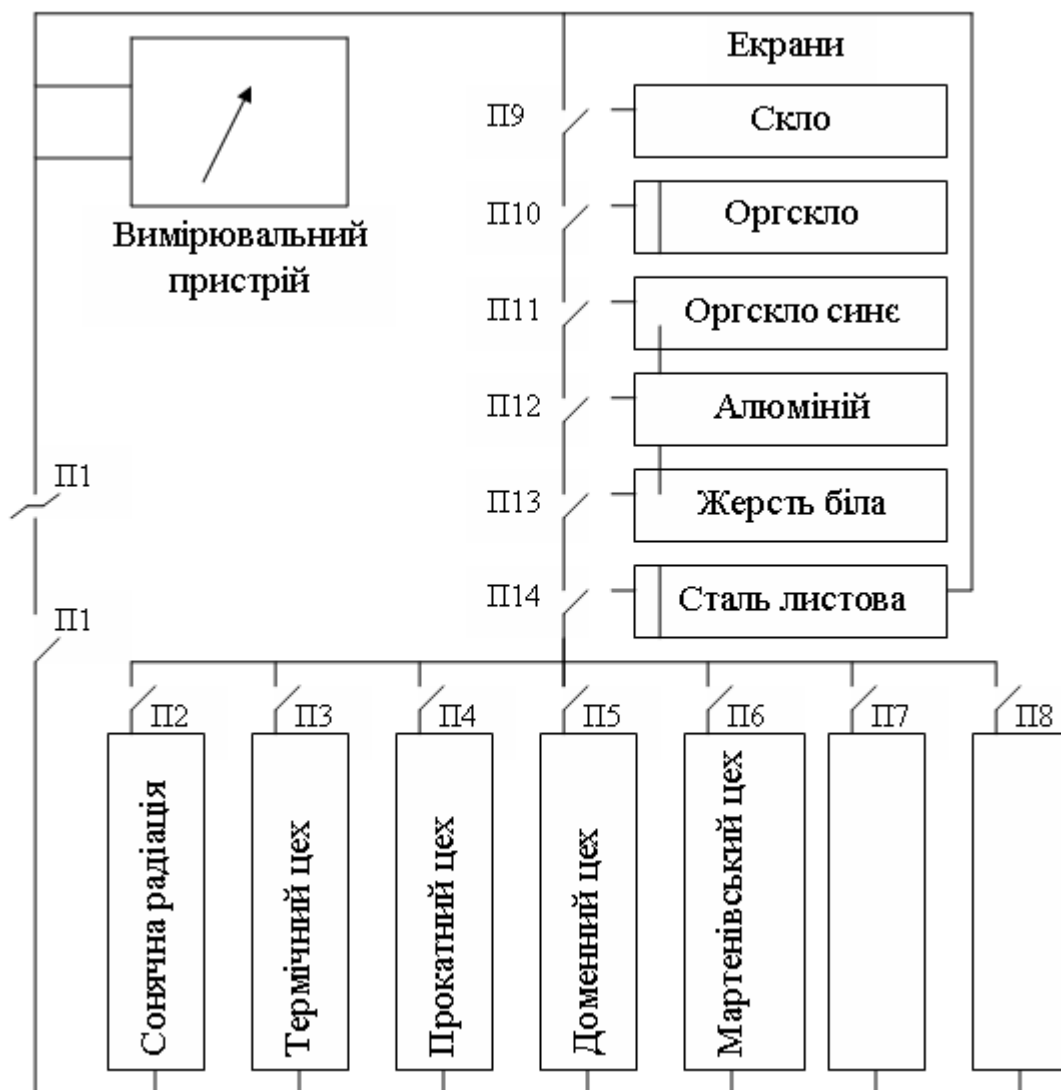 Екрани
П9
Скло
П10
Оргскло
Вимірювальний
пристрій
П11
Оргскло синє
П12
Алюміній
П1
П13
Жерсть біла
П1
П14
Сталь листова
П2
П3
П4
П5
П6
П7
П8
Сонячна радіація
Термічний цех
Прокатний цех
Доменний цех
Мартенівський цех